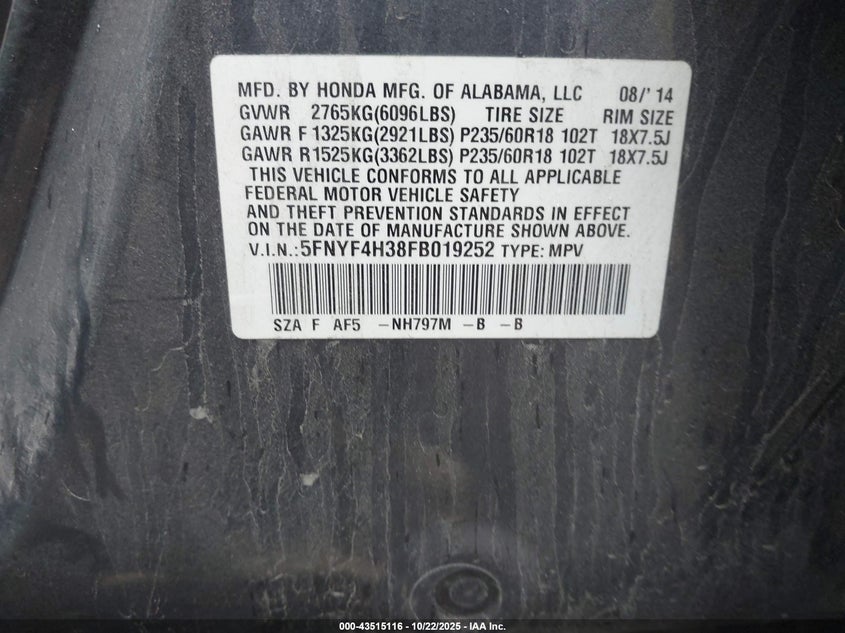 MFD. BY HONDA MFG. OF ALABAMA, LLC 08/' 14
GVWR 2765KG(6096LBS) TIRE SIZE RIM SIZE
GAWR F 1325KG(2921LBS) P235/60R18 102T 18X7.5J
GAWR R1525KG(3362LBS) P235/60R18 102T 18X7.5J
THIS VEHICLE CONFORMS TO ALL APPLICABLE
FEDERAL MOTOR VEHICLE SAFETY
AND THEFT PREVENTION STANDARDS IN EFFECT
ON THE DATE OF MANUFACTURE SHOWN ABOVE.
V.I.N.:5FNYF4H38FB019252 TYPE: MPV
SZA F AF5 -NH797M -B -B
000-43515116 | 10/22/2025 | IAAI.com